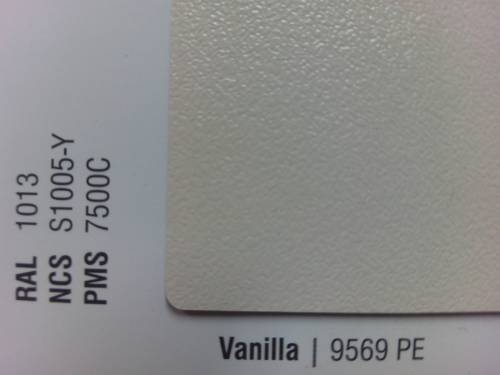 RAL 1013
NCS S1005-Y
PMS 7500C
Vanilla | 9569 PE